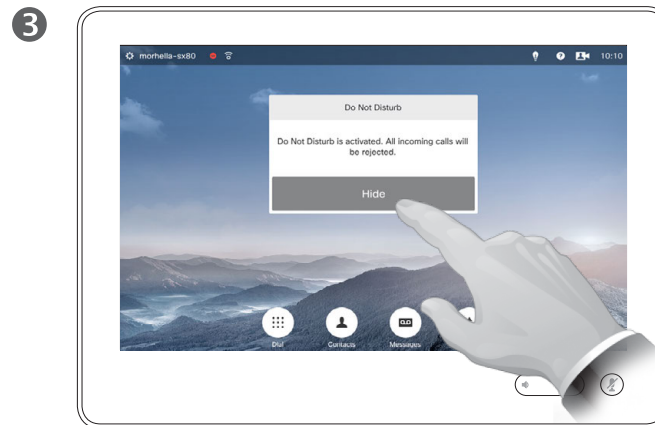 3
morhella-sx80
10:10
Do Not Disturb
Do Not Disturb is activated. All incoming calls will
be rejected.
Hide
Dial
Contacts
Messages